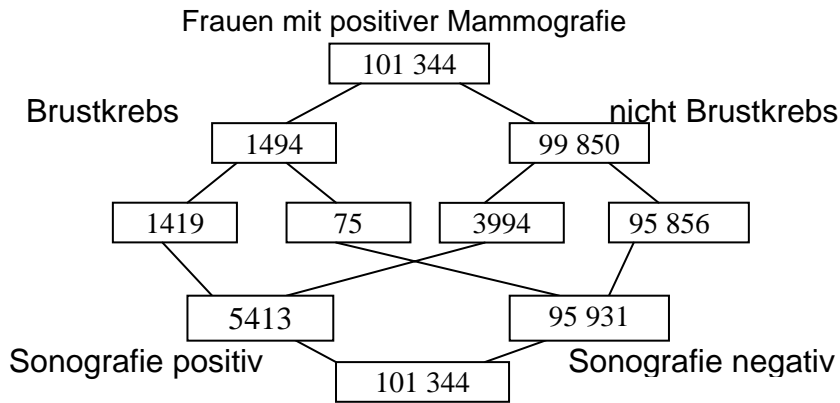 Frauen mit positiver Mammografie
101 344
Brustkrebs
nicht Brustkrebs
1494
99 850
1419
75
3994
95 856
5413
95 931
Sonografie positiv
Sonografie negativ
101 344